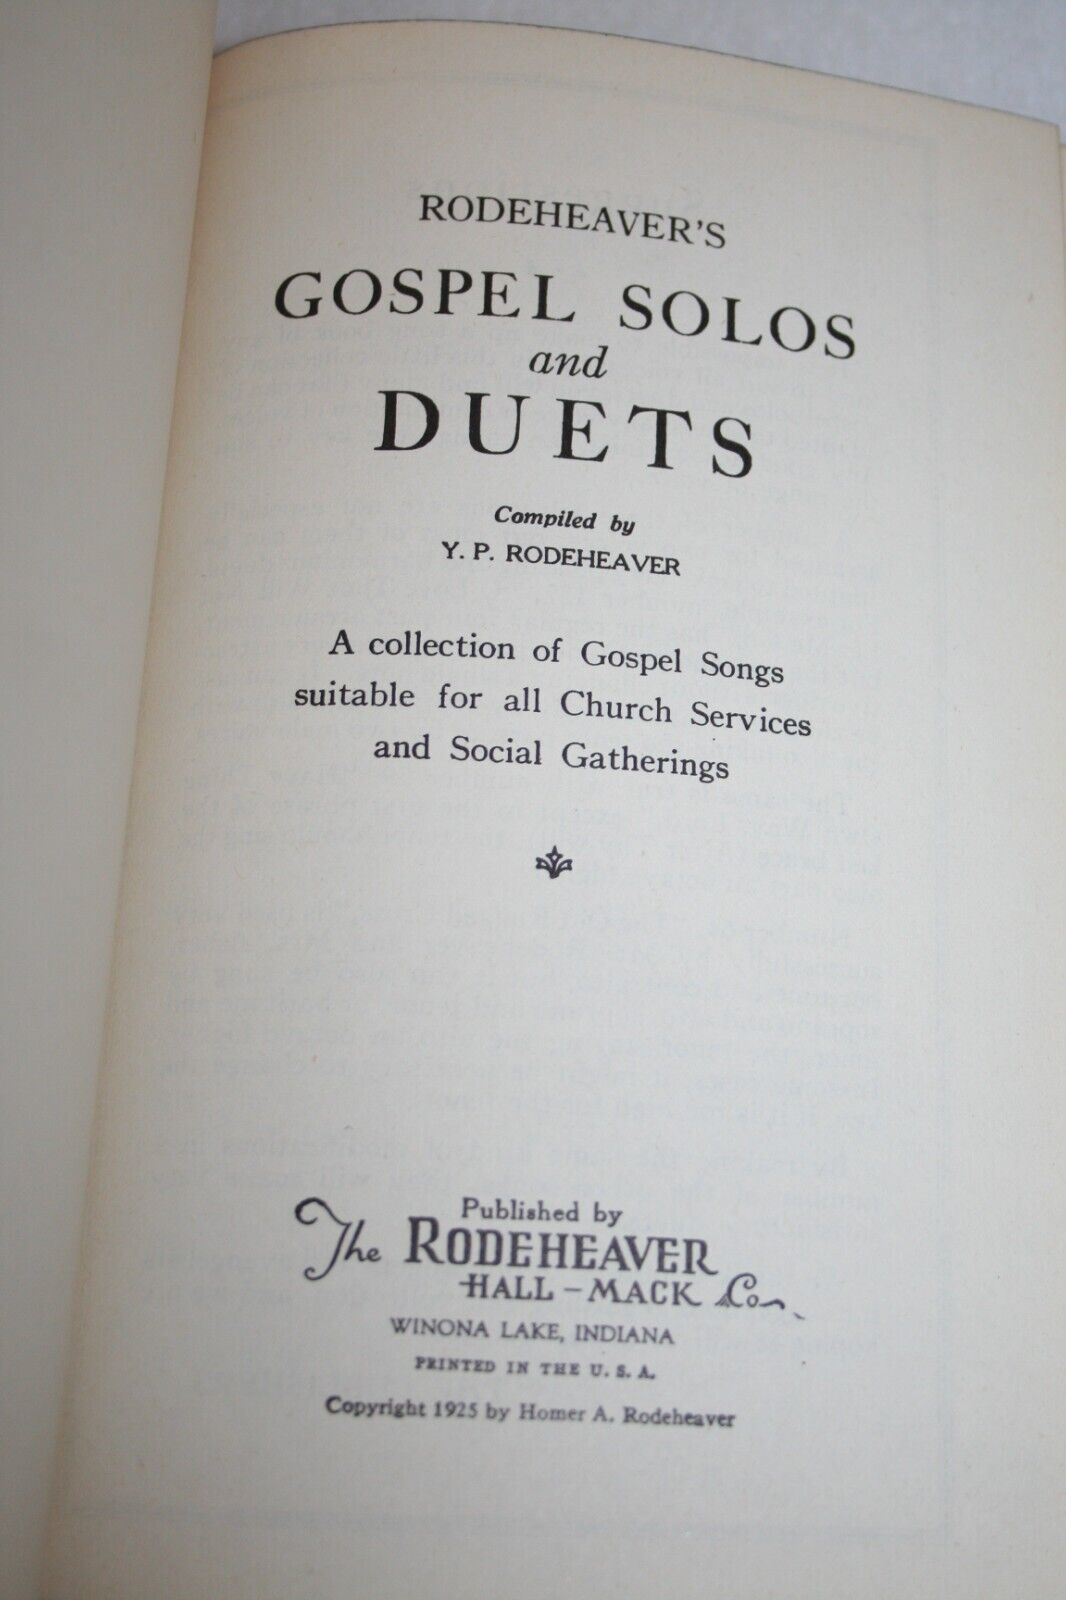 RODEHEAVER'S
GOSPEL SOLOS
and
DUETS
Compiled by
Y. P. RODEHEAVER
A collection of Gospel Songs
suitable for all Church Services
and Social Gatherings
Published by
The RODEHEAVER
HALL-MACK Co.
WINONA LAKE, INDIANA
PRINTED IN THE U. S. A.
Copyright 1925 by Homer A. Rodeheaver